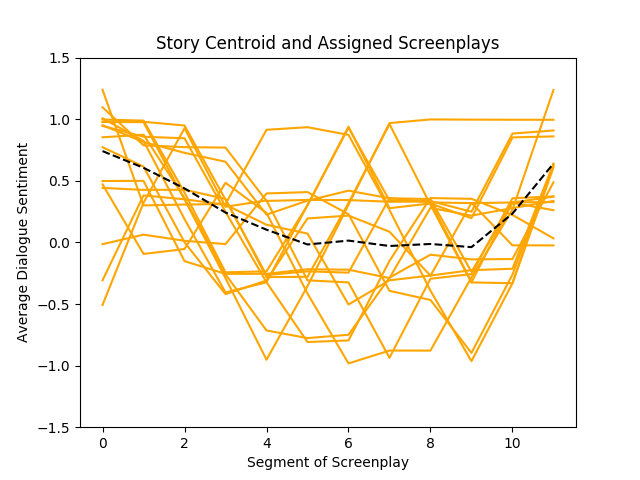 Story Centroid and Assigned Screenplays
1.5
1.0
0.5
0.0
−0.5
−1.0
−1.5
Average Dialogue Sentiment
0 2 4 6 8 10
Segment of Screenplay